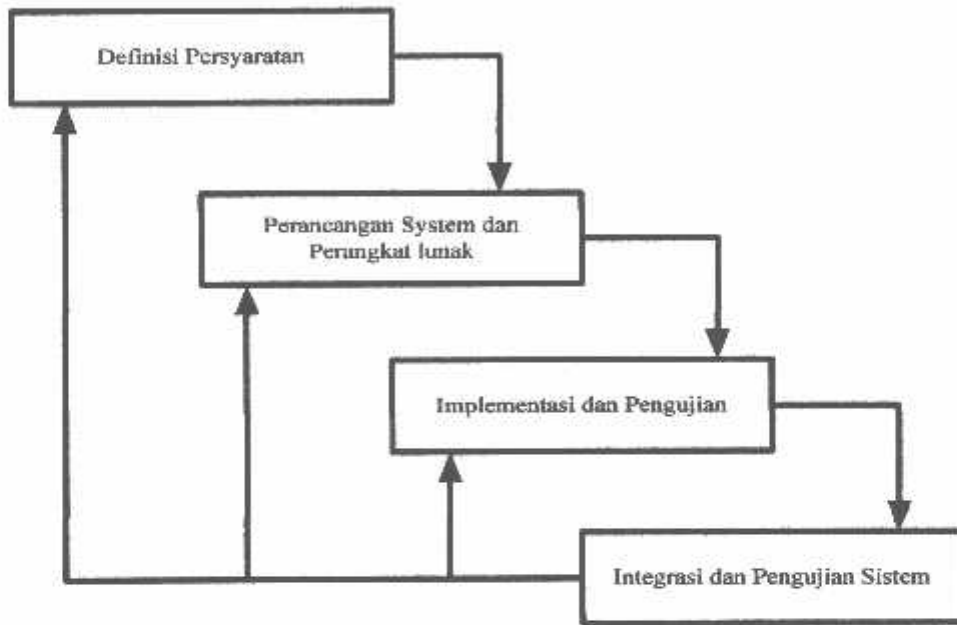 Definisi Persyaratan
Perancangan System dan
Perangkat lunak
Implementasi dan Pengujian
Integrasi dan Pengujian Sistem